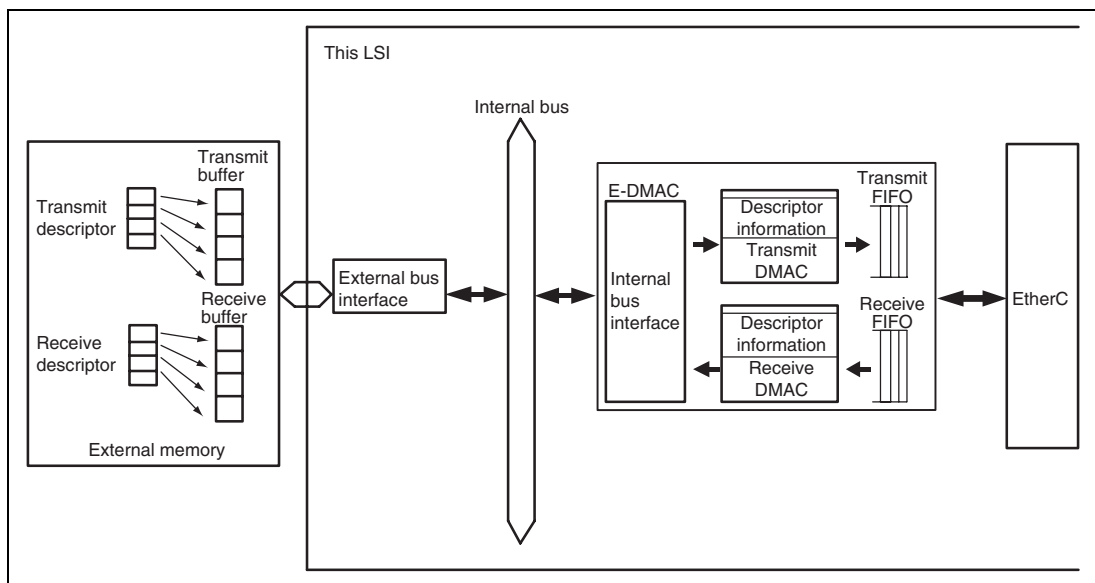 This LSI
Internal bus
Transmit
buffer
Transmit
descriptor
Receive
buffer
Receive
descriptor
External memory
External bus
interface
E-DMAC
Internal
bus
interface
Descriptor
information
Transmit
DMAC
Transmit
FIFO
Descriptor
information
Receive
DMAC
Receive
FIFO
EtherC